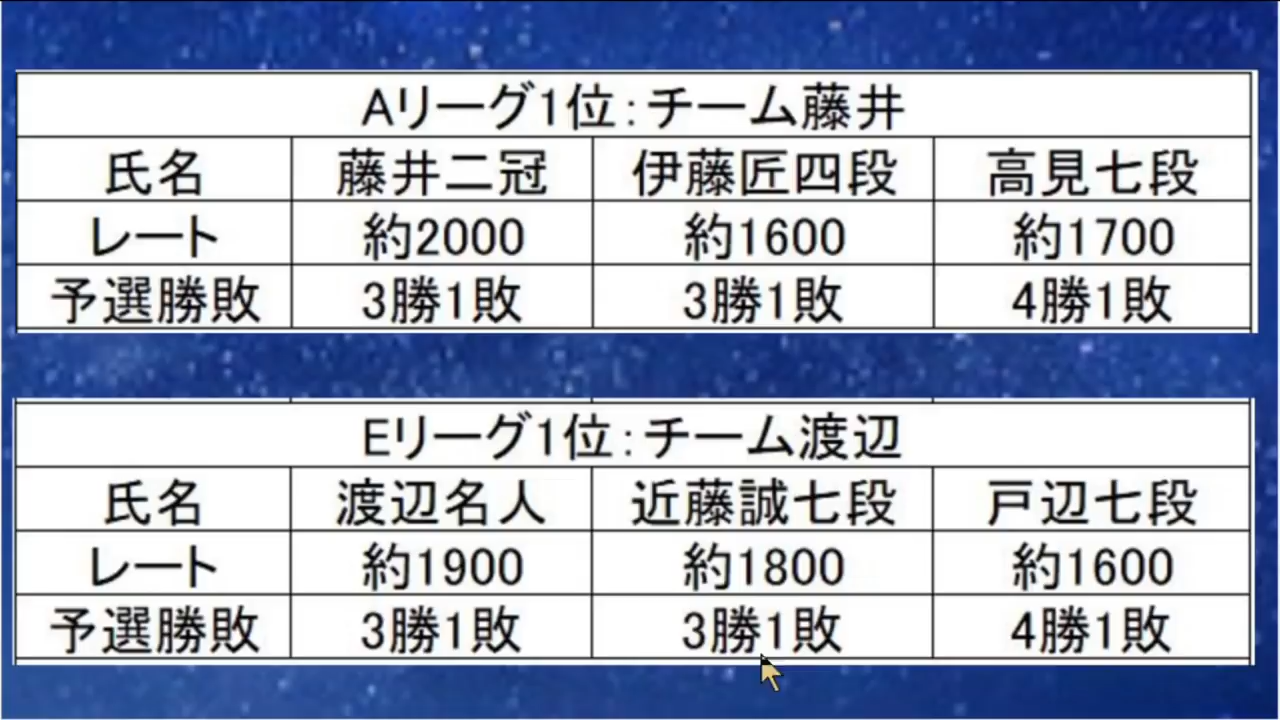 Aリーグ1位：チーム藤井
氏名 藤井二冠 伊藤匠四段 高見七段
レート 約2000 約1600 約1700
予選勝敗 3勝1敗 3勝1敗 4勝1敗
Eリーグ1位：チーム渡辺
氏名 渡辺名人 近藤誠七段 戸辺七段
レート 約1900 約1800 約1600
予選勝敗 3勝1敗 3勝1敗 4勝1敗